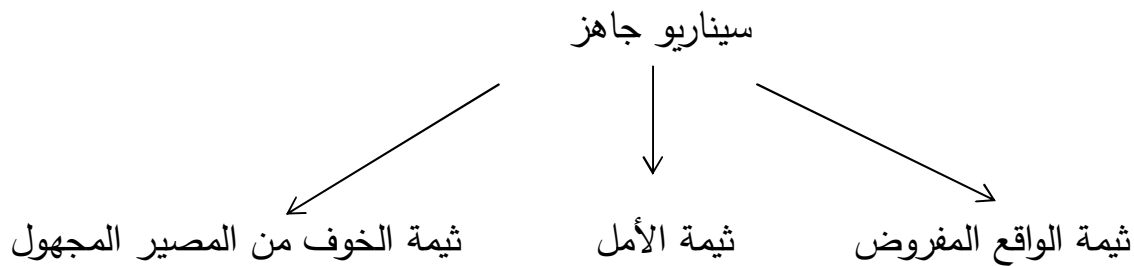 سيناريو جاهز
ثيمة الواقع المفروض ثيمة الأمل ثيمة الخوف من المصير المجهول